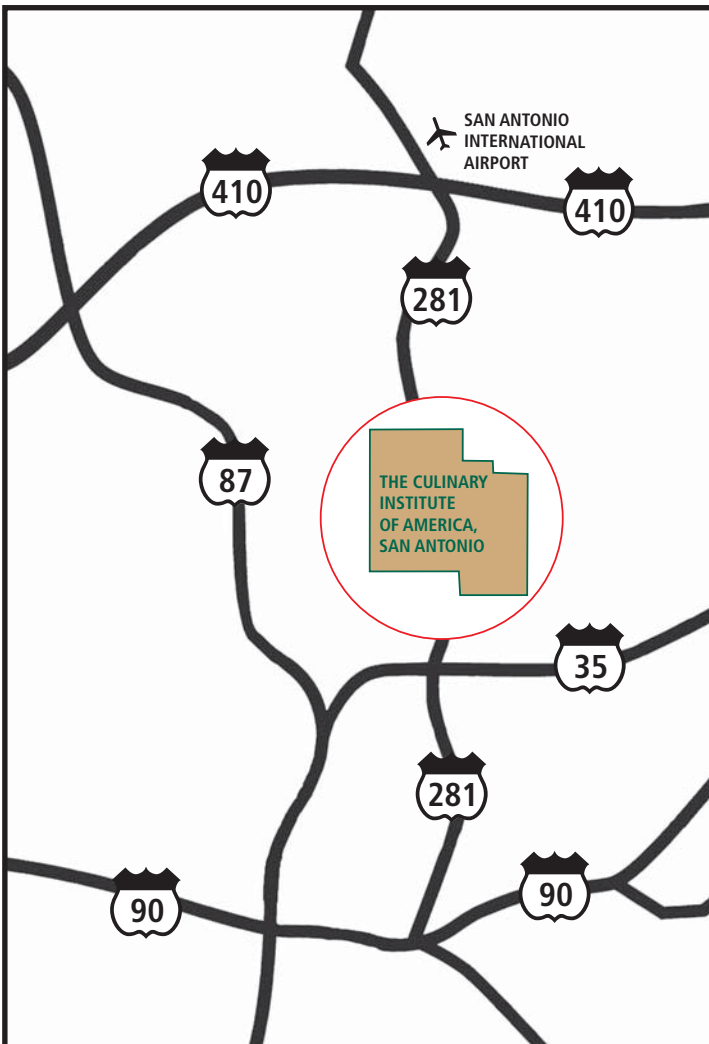 SAN ANTONIO
INTERNATIONAL
AIRPORT
410
410
281
87
THE CULINARY
INSTITUTE
OF AMERICA,
SAN ANTONIO
35
281
90
90